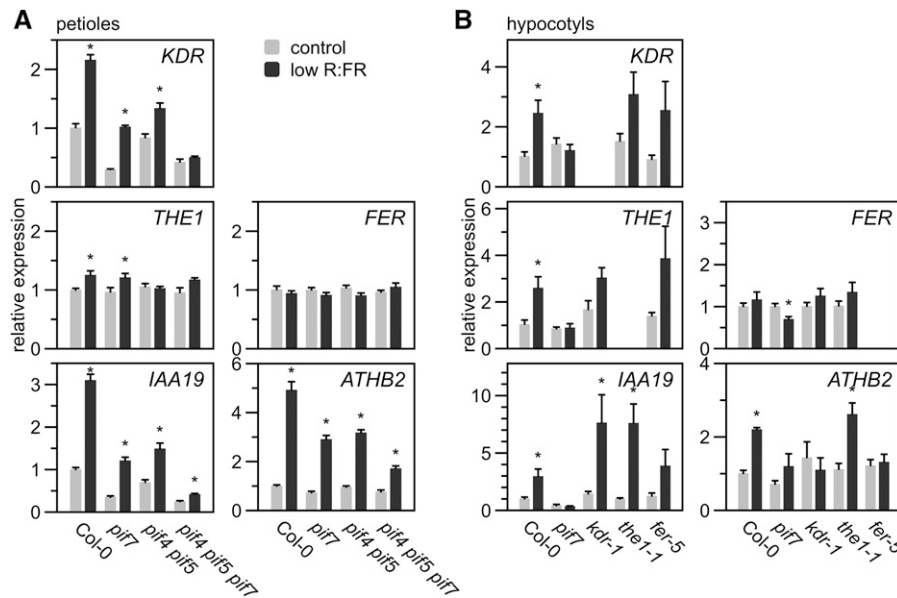 A petioles
B hypocotyls
control
low R:FR
relative expression
KDR
2
1
0
THE1
2
1
0
FER
2
1
0
IAA19
3
2
1
0
ATHB2
6
4
2
0
* * * * * * * * * * * *
Col-0
pif7
pif4 pif5
pif4 pif5 pif7
Col-0
pif7
pif4 pif5
pif4 pif5 pif7
relative expression
KDR
4
2
0
THE1
6
4
2
0
FER
3
2
1
0
IAA19
10
5
0
ATHB2
4
2
0
* * * * * * * *
Col-0
pif7
kdr-1
the1-1
fer-5
Col-0
pif7
kdr-1
the1-1
fer-5